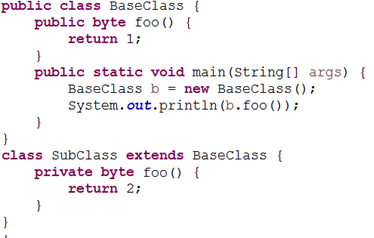 public class BaseClass {
    public byte foo() {
        return 1;
    }
    public static void main(String[] args) {
        BaseClass b = new BaseClass();
        System.out.println(b.foo());
    }
}
class SubClass extends BaseClass {
    private byte foo() {
        return 2;
    }
}